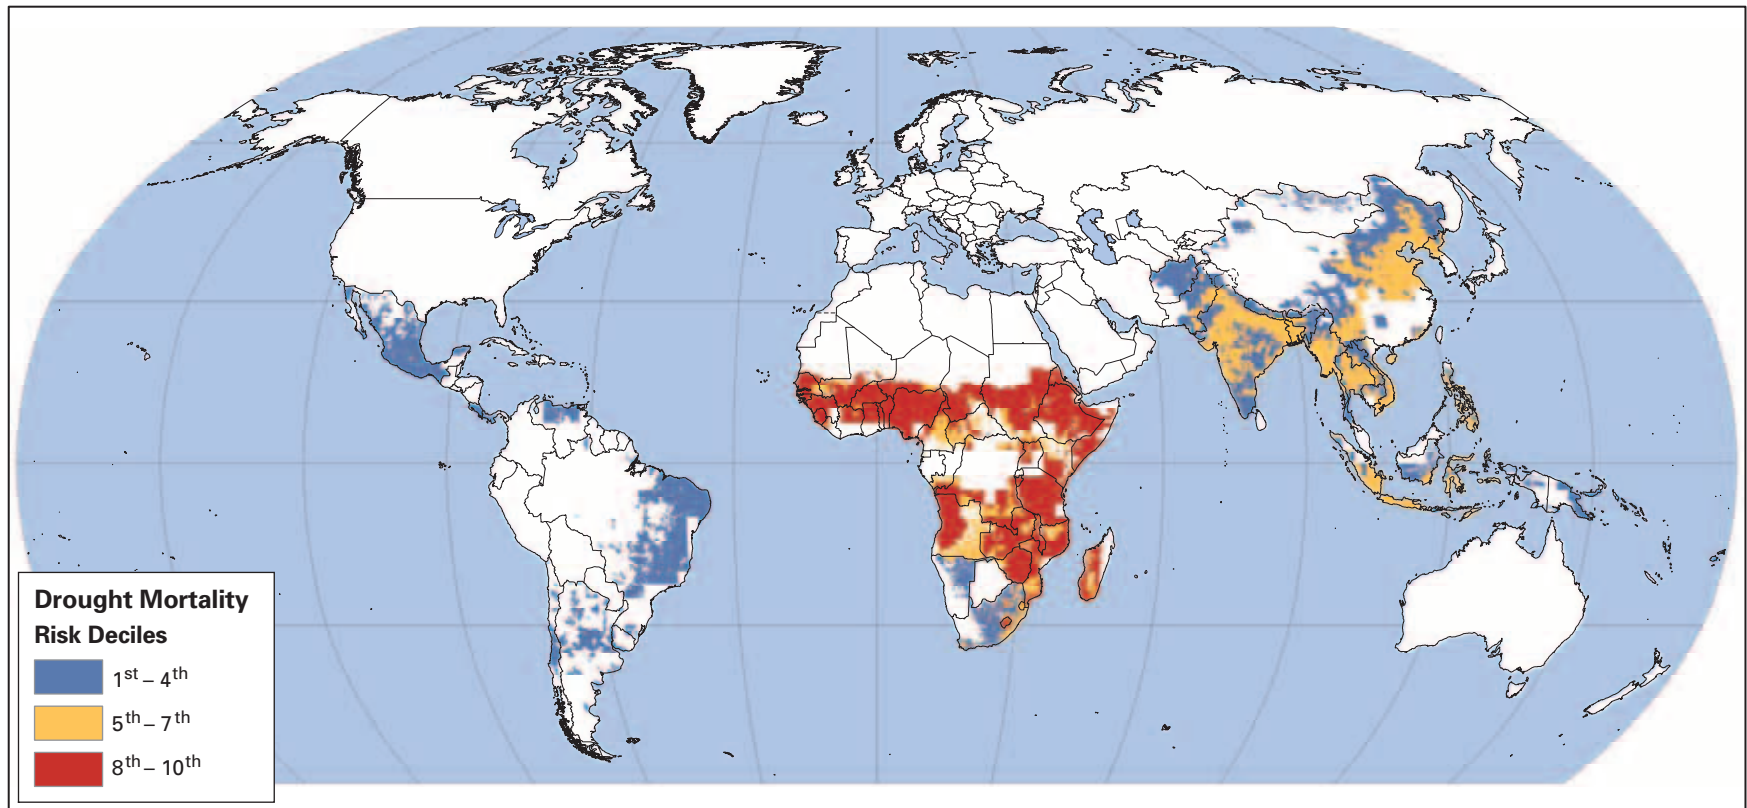 Drought Mortality
Risk Deciles
1st – 4th
5th – 7th
8th – 10th